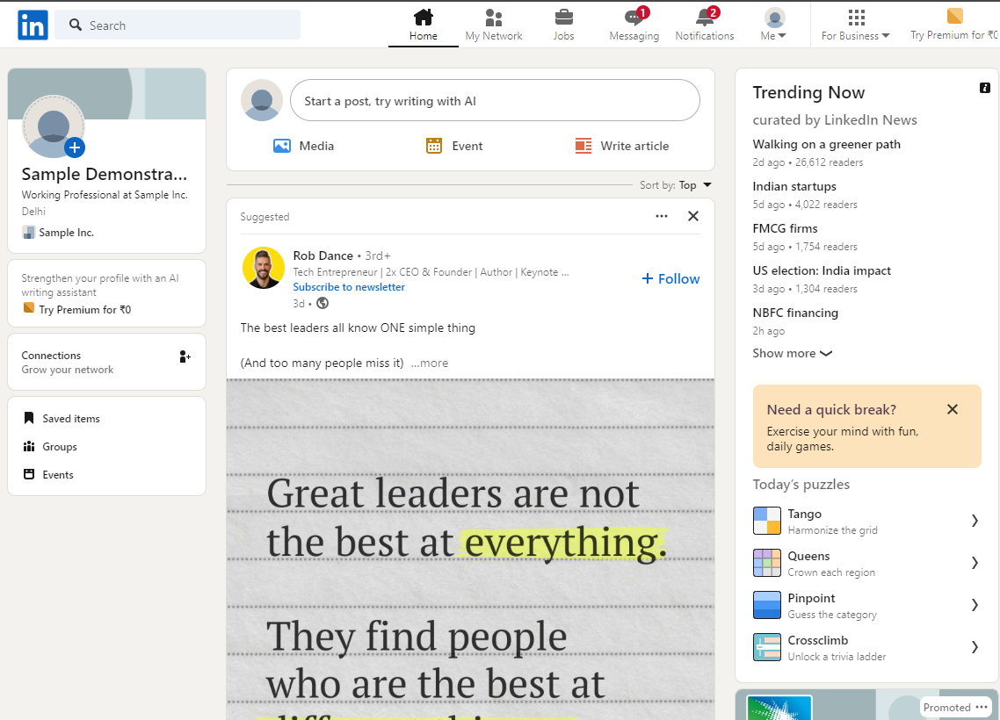 in
Search
Home
My Network
Jobs
1
Messaging
2
Notifications
Me
For Business
Try Premium for ₹0
Sample Demonstra...
Working Professional at Sample Inc.
Delhi
Sample Inc.
Strengthen your profile with an AI
writing assistant
Try Premium for ₹0
Connections
Grow your network
Saved items
Groups
Events
Start a post, try writing with AI
Media
Event
Write article
Sort by: Top
Suggested
Rob Dance • 3rd+
Tech Entrepreneur | 2x CEO & Founder | Author | Keynote ...
Subscribe to newsletter
3d •
+ Follow
The best leaders all know ONE simple thing
(And too many people miss it) ...more
Great leaders are not
the best at everything.
They find people
who are the best at
Trending Now
curated by LinkedIn News
Walking on a greener path
2d ago • 26,612 readers
Indian startups
5d ago • 4,022 readers
FMCG firms
5d ago • 1,754 readers
US election: India impact
3d ago • 1,304 readers
NBFC financing
2h ago
Show more
Need a quick break?
Exercise your mind with fun,
daily games.
Today's puzzles
Tango
Harmonize the grid
Queens
Crown each region
Pinpoint
Guess the category
Crossclimb
Unlock a trivia ladder
Promoted